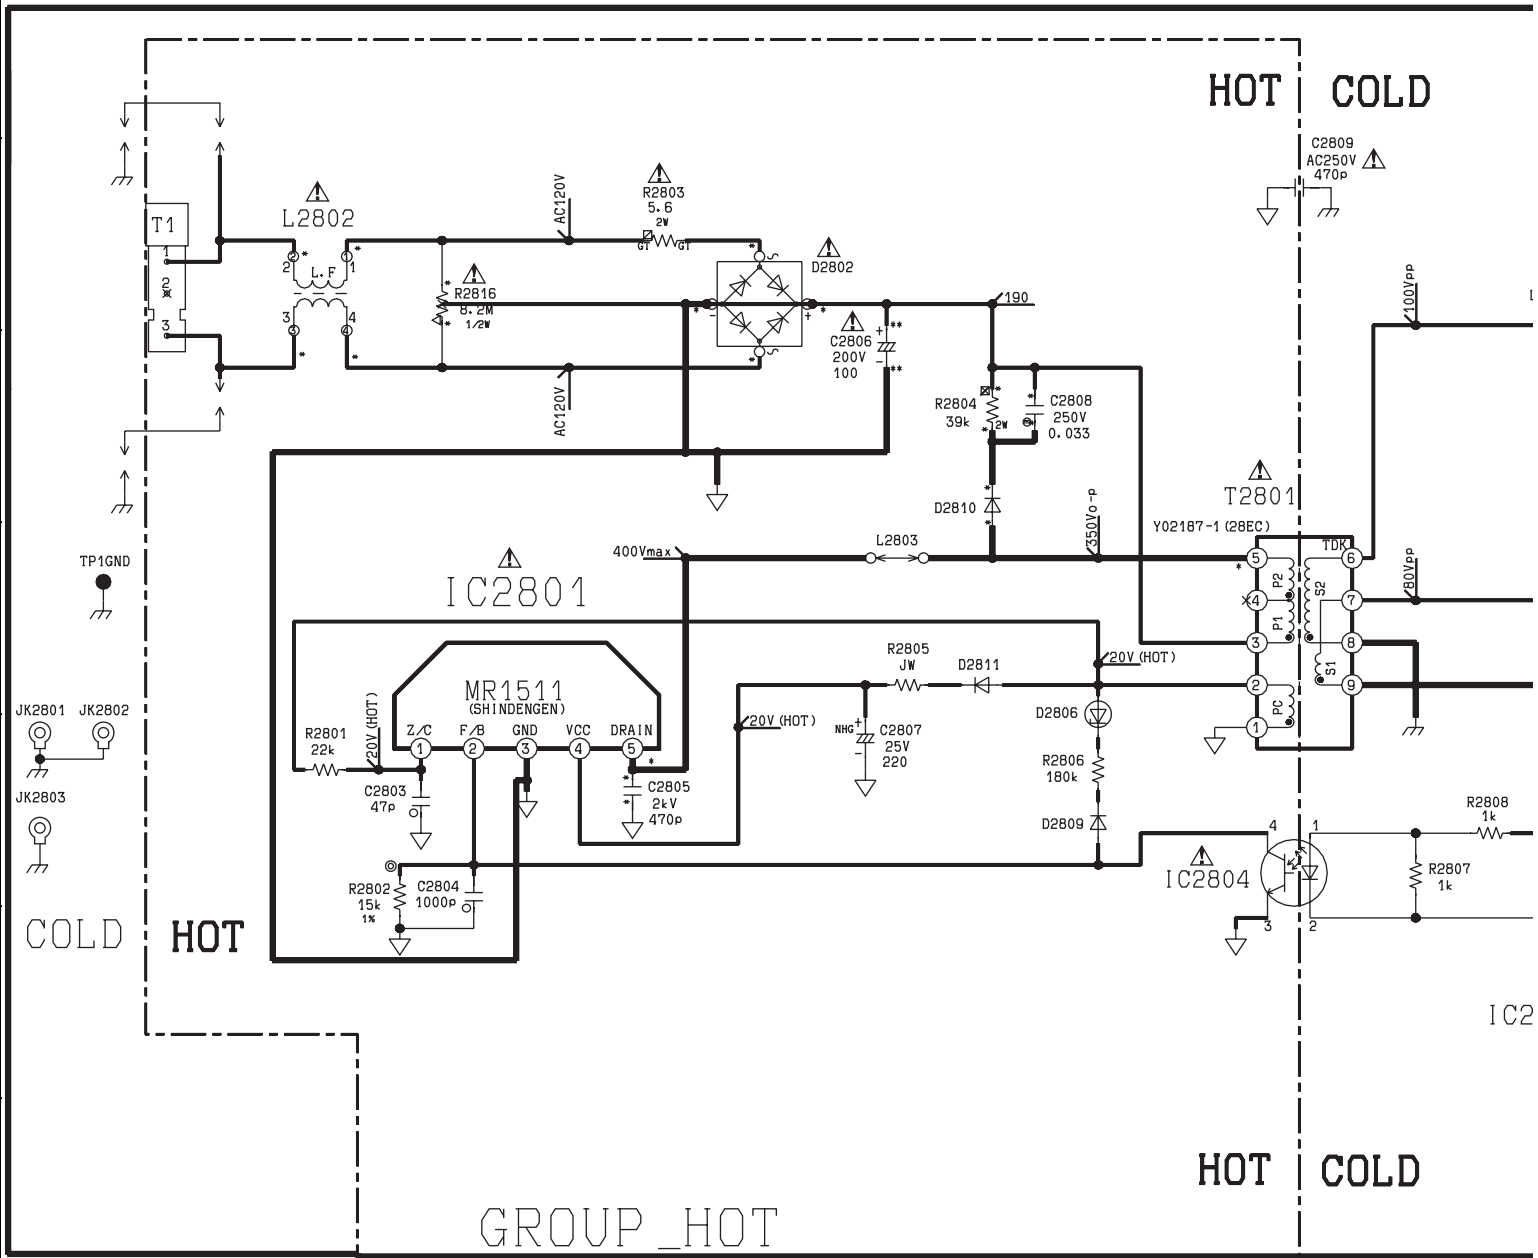 HOT COLD
C2809
AC250V
470p
T1
1
2
3
L2802
2 1
L.F
3 4
AC120V
AC120V
R2803
5.6
2W
GT GT
D2802
R2816
8.2M
1/2W
C2806
200V
100
190
R2804
39k
2W
C2808
250V
0.033
D2810
100Vpp
T2801
Y02187-1(28EC)
TDK
350Vo-p
400Vmax
L2803
80Vpp
5 P2 S2 6
4 7
3 P1 8
2 S1 9
1 PC
TP1GND
IC2801
MR1511
(SHINDENGEN)
Z/C F/B GND VCC DRAIN
1 2 3 4 5
R2801
22k
20V(HOT)
C2803
47p
C2805
2kV
470p
R2802
15k
1%
C2804
1000p
20V(HOT)
R2805
JW
D2811
20V(HOT)
NHG
C2807
25V
220
D2806
R2806
180k
D2809
JK2801 JK2802
JK2803
4 1
IC2804
3 2
R2808
1k
R2807
1k
COLD HOT
IC2
HOT COLD
GROUP_HOT